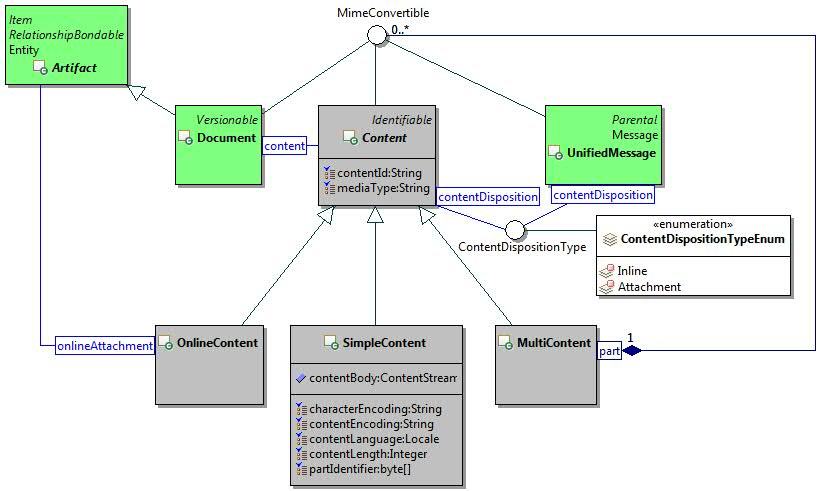 MimeConvertible
0..*
Item
RelationshipBondable
Entity
Artifact
Versionable
Document
content
Identifiable
Content
contentId:String
mediaType:String
Parental
Message
UnifiedMessage
contentDisposition
contentDisposition
ContentDispositionType
«enumeration»
ContentDispositionTypeEnum
Inline
Attachment
onlineAttachment
OnlineContent
SimpleContent
contentBody:ContentStream
characterEncoding:String
contentEncoding:String
contentLanguage:Locale
contentLength:Integer
partIdentifier:byte[]
MultiContent
part
1